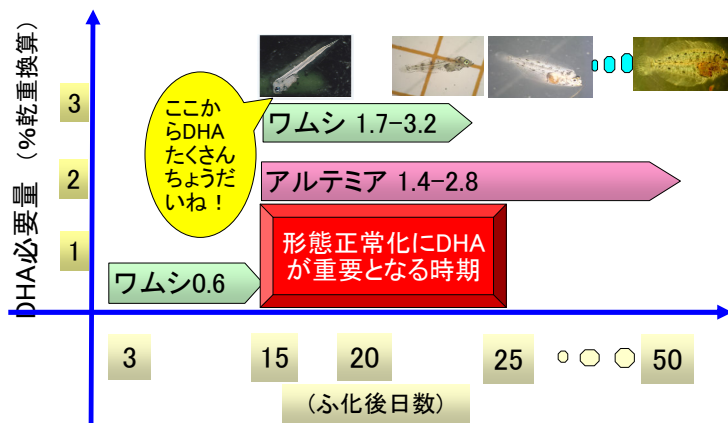 DHA必要量 (%乾重換算)
3
2
1
ここか
らDHA
たくさん
ちょうだ
いね！
ワムシ 1.7-3.2
アルテミア 1.4-2.8
形態正常化にDHA
が重要となる時期
ワムシ0.6
3
15
20
25
50
(ふ化後日数)